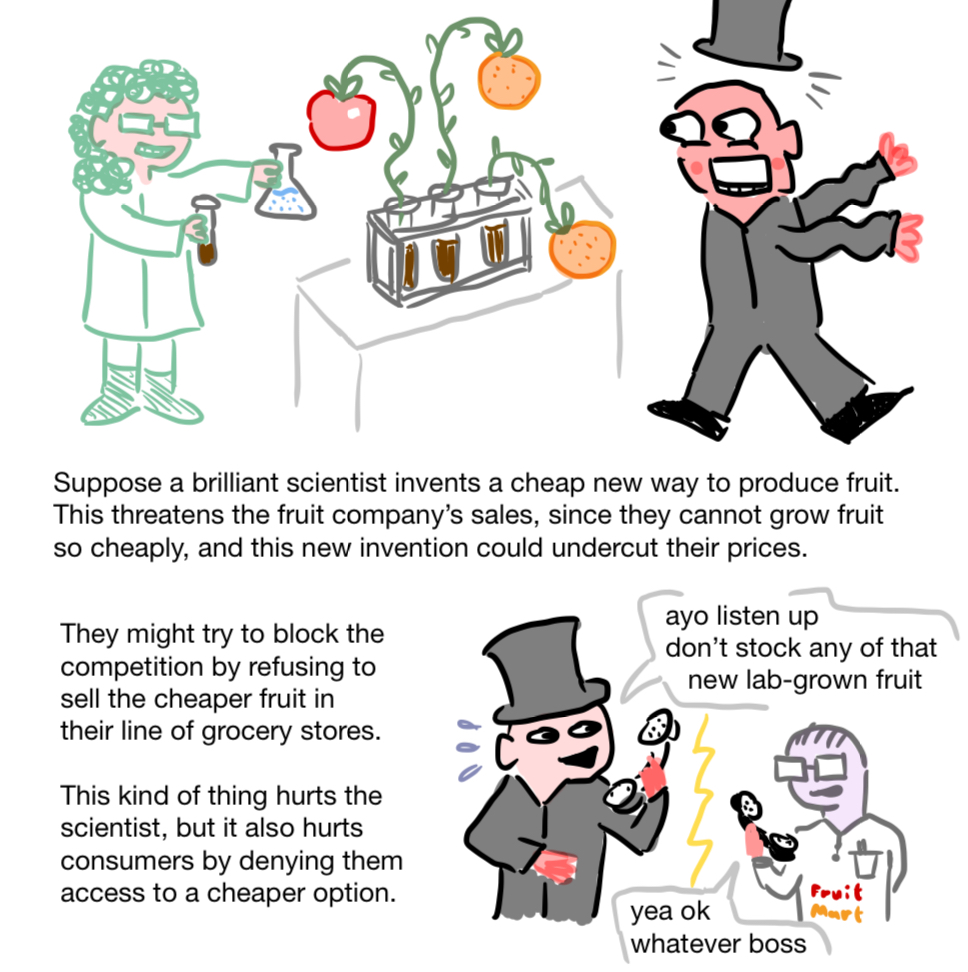 Suppose a brilliant scientist invents a cheap new way to produce fruit.
This threatens the fruit company’s sales, since they cannot grow fruit
so cheaply, and this new invention could undercut their prices.
They might try to block the
competition by refusing to
sell the cheaper fruit in
their line of grocery stores.
This kind of thing hurts the
scientist, but it also hurts
consumers by denying them
access to a cheaper option.
ayo listen up
don’t stock any of that
new lab-grown fruit
Fruit
Mart
yea ok
whatever boss